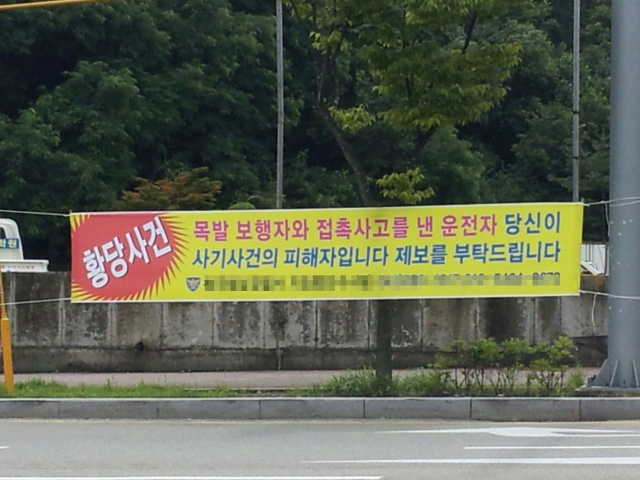 황당사건
목발 보행자와 접촉사고를 낸 운전자 당신이
사기사건의 피해자입니다 제보를 부탁드립니다